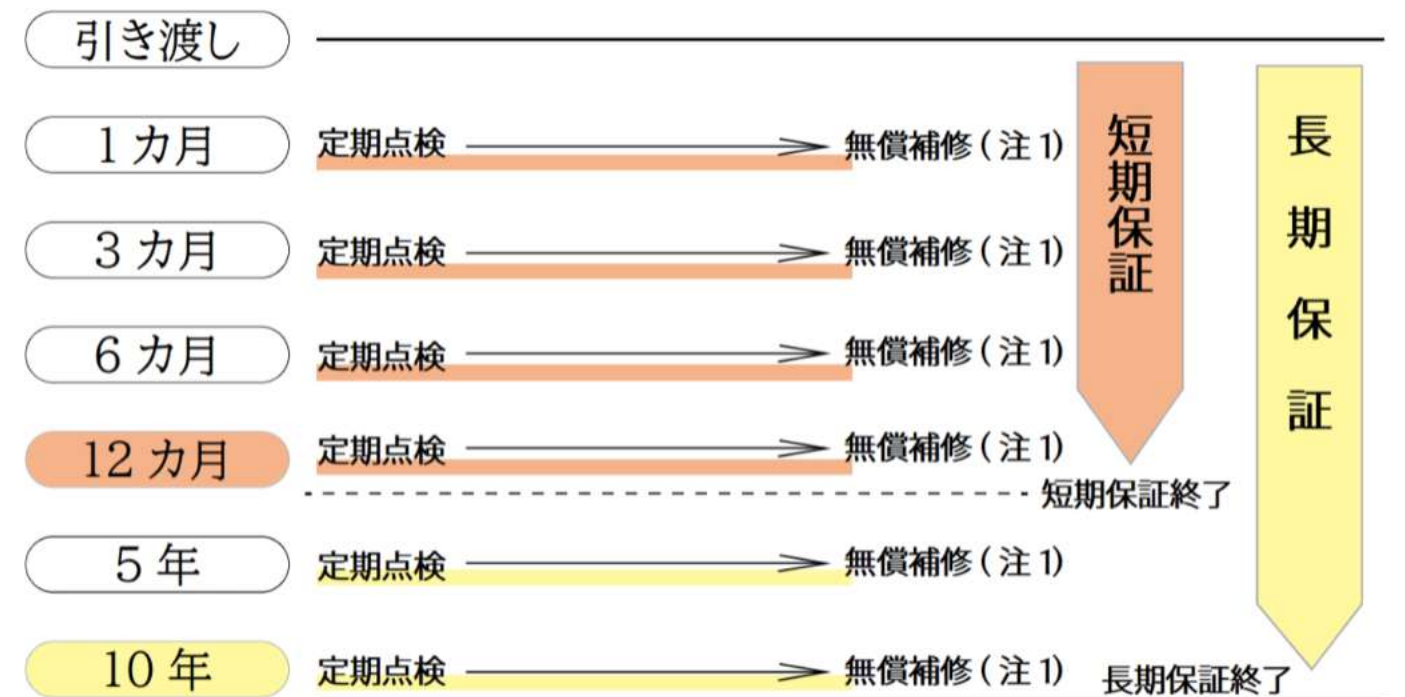 引き渡し
1カ月 定期点検 無償補修(注1)
3カ月 定期点検 無償補修(注1)
6カ月 定期点検 無償補修(注1)
12カ月 定期点検 無償補修(注1)
短期保証終了
5年 定期点検 無償補修(注1)
10年 定期点検 無償補修(注1) 長期保証終了
短期保証
長期保証